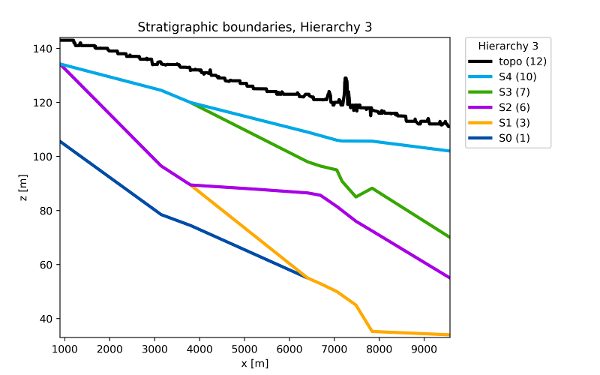 Stratigraphic boundaries, Hierarchy 3
Hierarchy 3
topo (12)
S4 (10)
S3 (7)
S2 (6)
S1 (3)
S0 (1)
z [m]
140
120
100
80
60
40
1000 2000 3000 4000 5000 6000 7000 8000 9000
x [m]